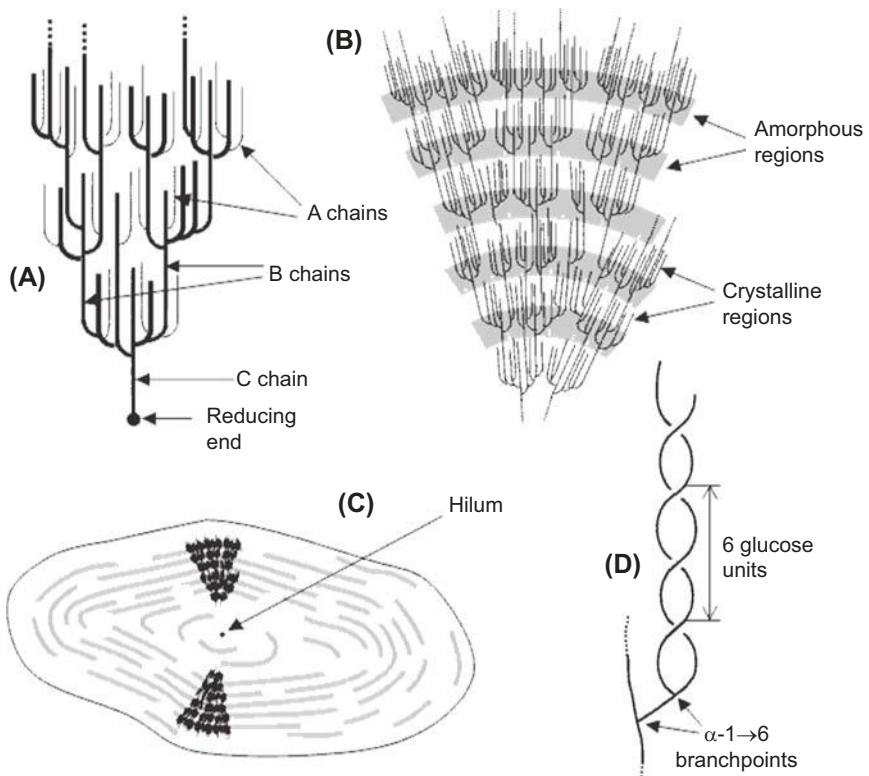 (A)
A chains
B chains
C chain
Reducing
end
(B)
Amorphous
regions
Crystalline
regions
(C)
Hilum
(D)
6 glucose
units
α-1→6
branchpoints